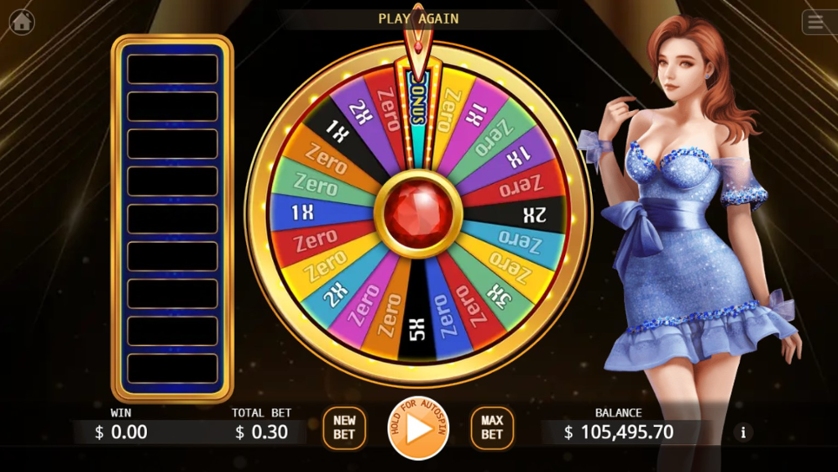 PLAY AGAIN
BONUS
Zero
1X
Zero
1X
Zero
2X
Zero
Zero
3X
Zero
Zero
5X
Zero
Zero
2X
Zero
Zero
1X
Zero
Zero
1X
2X
Zero
WIN
$ 0.00
TOTAL BET
$ 0.30
NEW
BET
HOLD FOR AUTOSPIN
MAX
BET
BALANCE
$ 105,495.70
i